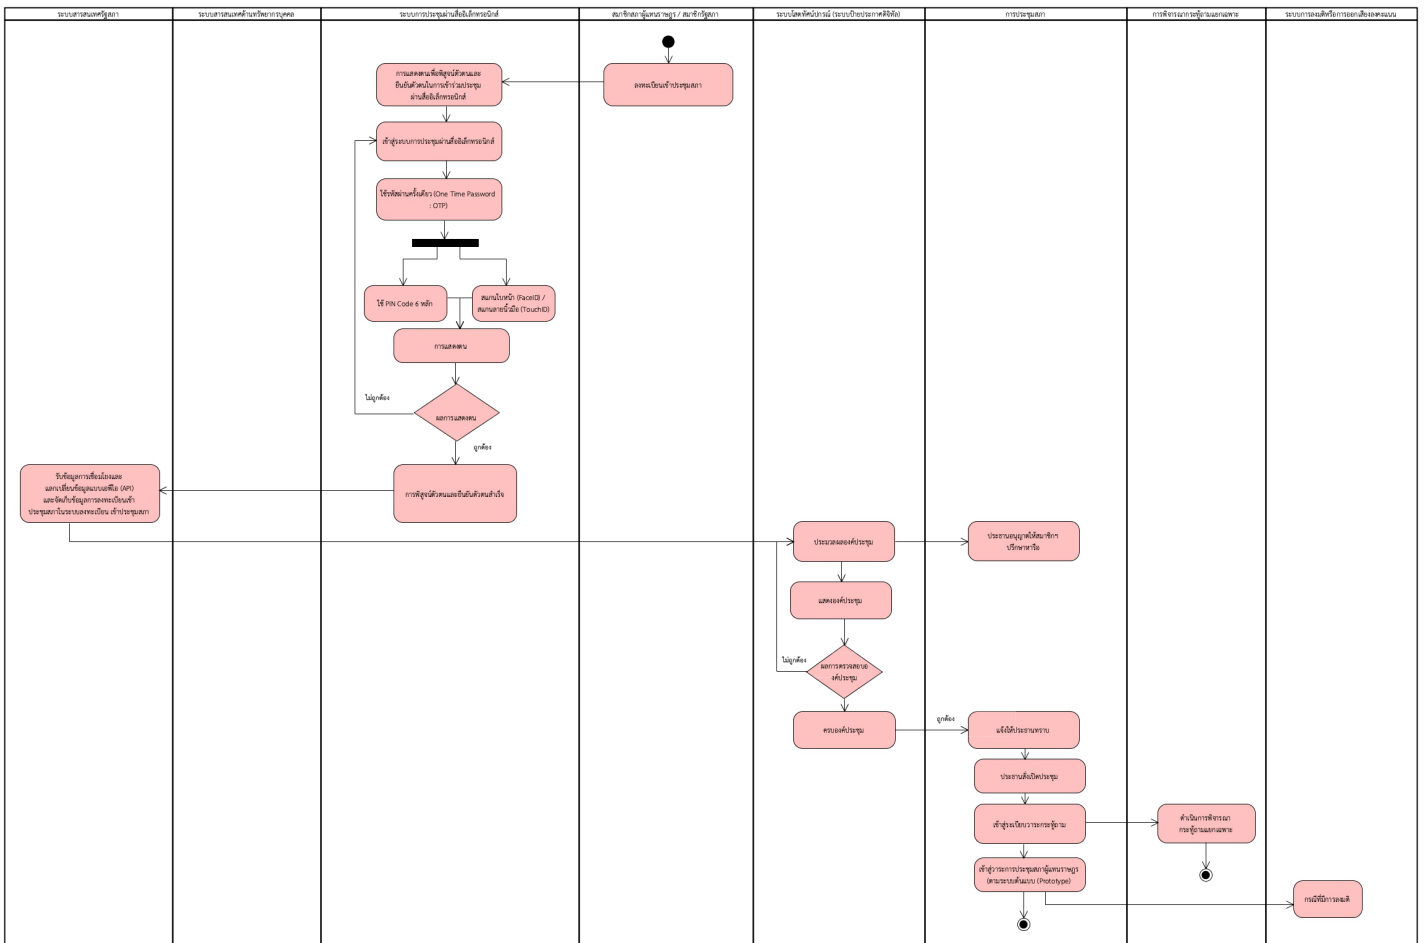 ระบบสารสนเทศรัฐสภา
ระบบสารสนเทศด้านทรัพยากรบุคคล
ระบบการประชุมผ่านสื่ออิเล็กทรอนิกส์
สมาชิกสภาผู้แทนราษฎร / สมาชิกรัฐสภา
ระบบโสตทัศน์ปกรณ์ (ระบบป้ายประกาศดิจิทัล)
การประชุมสภา
การพิจารณากระทู้ถามแยกเฉพาะ
ระบบการลงมติหรือการออกเสียงลงคะแนน
การแสดงตนเพื่อพิสูจน์ตัวตนและ
ยืนยันตัวตนในการเข้าร่วมประชุม
ผ่านสื่ออิเล็กทรอนิกส์
ลงทะเบียนเข้าประชุมสภา
เข้าสู่ระบบการประชุมผ่านสื่ออิเล็กทรอนิกส์
ใช้รหัสผ่านครั้งเดียว (One Time Password
: OTP)
ใช้ PIN Code 6 หลัก
สแกนใบหน้า (FaceID) /
สแกนลายนิ้วมือ (TouchID)
การแสดงตน
ไม่ถูกต้อง
ผลการแสดงตน
ถูกต้อง
รับข้อมูลการเชื่อมโยงและ
แลกเปลี่ยนข้อมูลแบบเอพีไอ (API)
และจัดเก็บข้อมูลการลงทะเบียนเข้า
ประชุมสภาในระบบลงทะเบียน เข้าประชุมสภา
การพิสูจน์ตัวตนและยืนยันตัวตนสำเร็จ
ประมวลผลองค์ประชุม
ประธานอนุญาตให้สมาชิกฯ
ปรึกษาหารือ
แสดงองค์ประชุม
ไม่ถูกต้อง
ผลการตรวจสอบอ
งค์ประชุม
ครบองค์ประชุม
ถูกต้อง
แจ้งให้ประธานทราบ
ประธานสั่งเปิดประชุม
เข้าสู่ระเบียบวาระกระทู้ถาม
ดำเนินการพิจารณา
กระทู้ถามแยกเฉพาะ
เข้าสู่วาระการประชุมสภาผู้แทนราษฎร
(ตามระบบต้นแบบ (Prototype)
กรณีที่มีการลงมติ